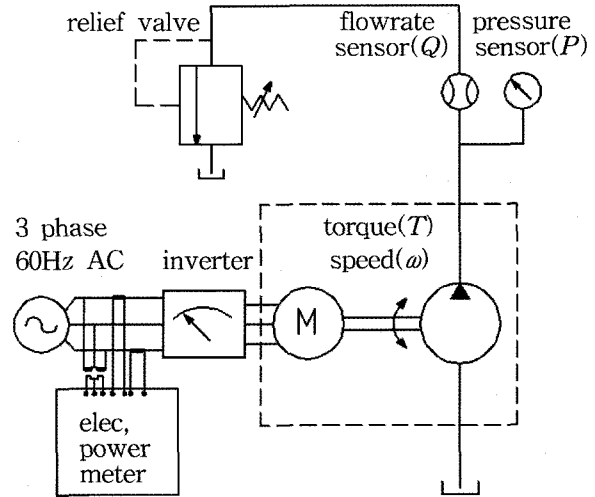 relief valve
flowrate
sensor(Q)
pressure
sensor(P)
3 phase
60Hz AC
inverter
torque(T)
speed(ω)
M
elec,
power
meter